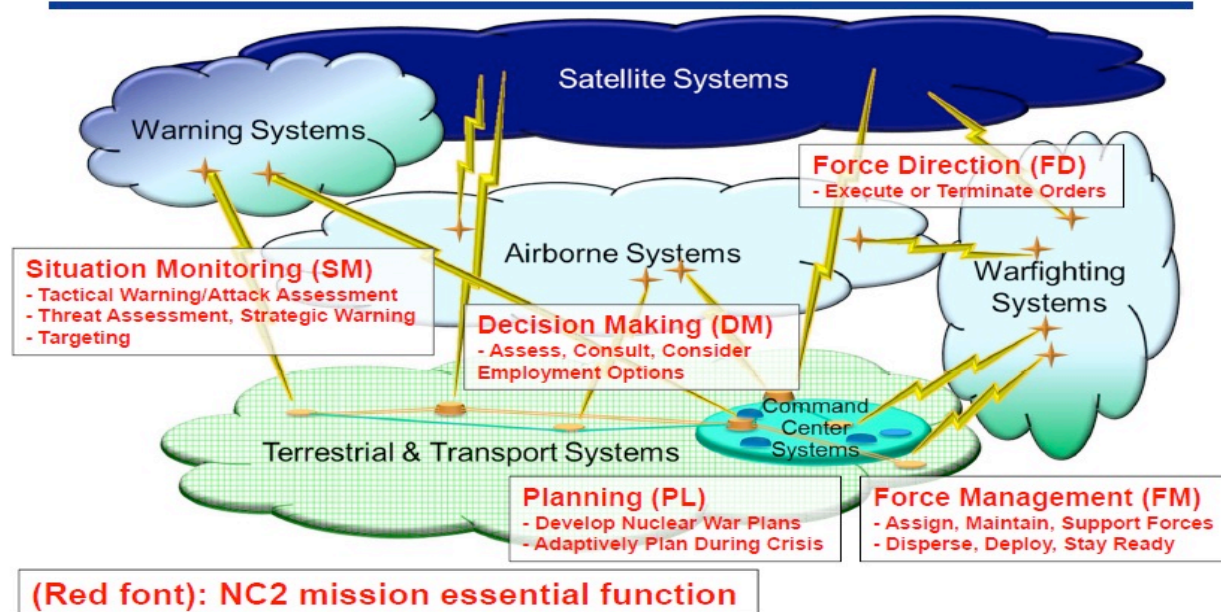 Satellite Systems
Warning Systems
Force Direction (FD)
- Execute or Terminate Orders
Airborne Systems
Warfighting
Systems
Situation Monitoring (SM)
- Tactical Warning/Attack Assessment
- Threat Assessment, Strategic Warning
- Targeting
Decision Making (DM)
- Assess, Consult, Consider
Employment Options
Command
Center
Systems
Terrestrial & Transport Systems
Planning (PL)
- Develop Nuclear War Plans
- Adaptively Plan During Crisis
Force Management (FM)
- Assign, Maintain, Support Forces
- Disperse, Deploy, Stay Ready
(Red font): NC2 mission essential function